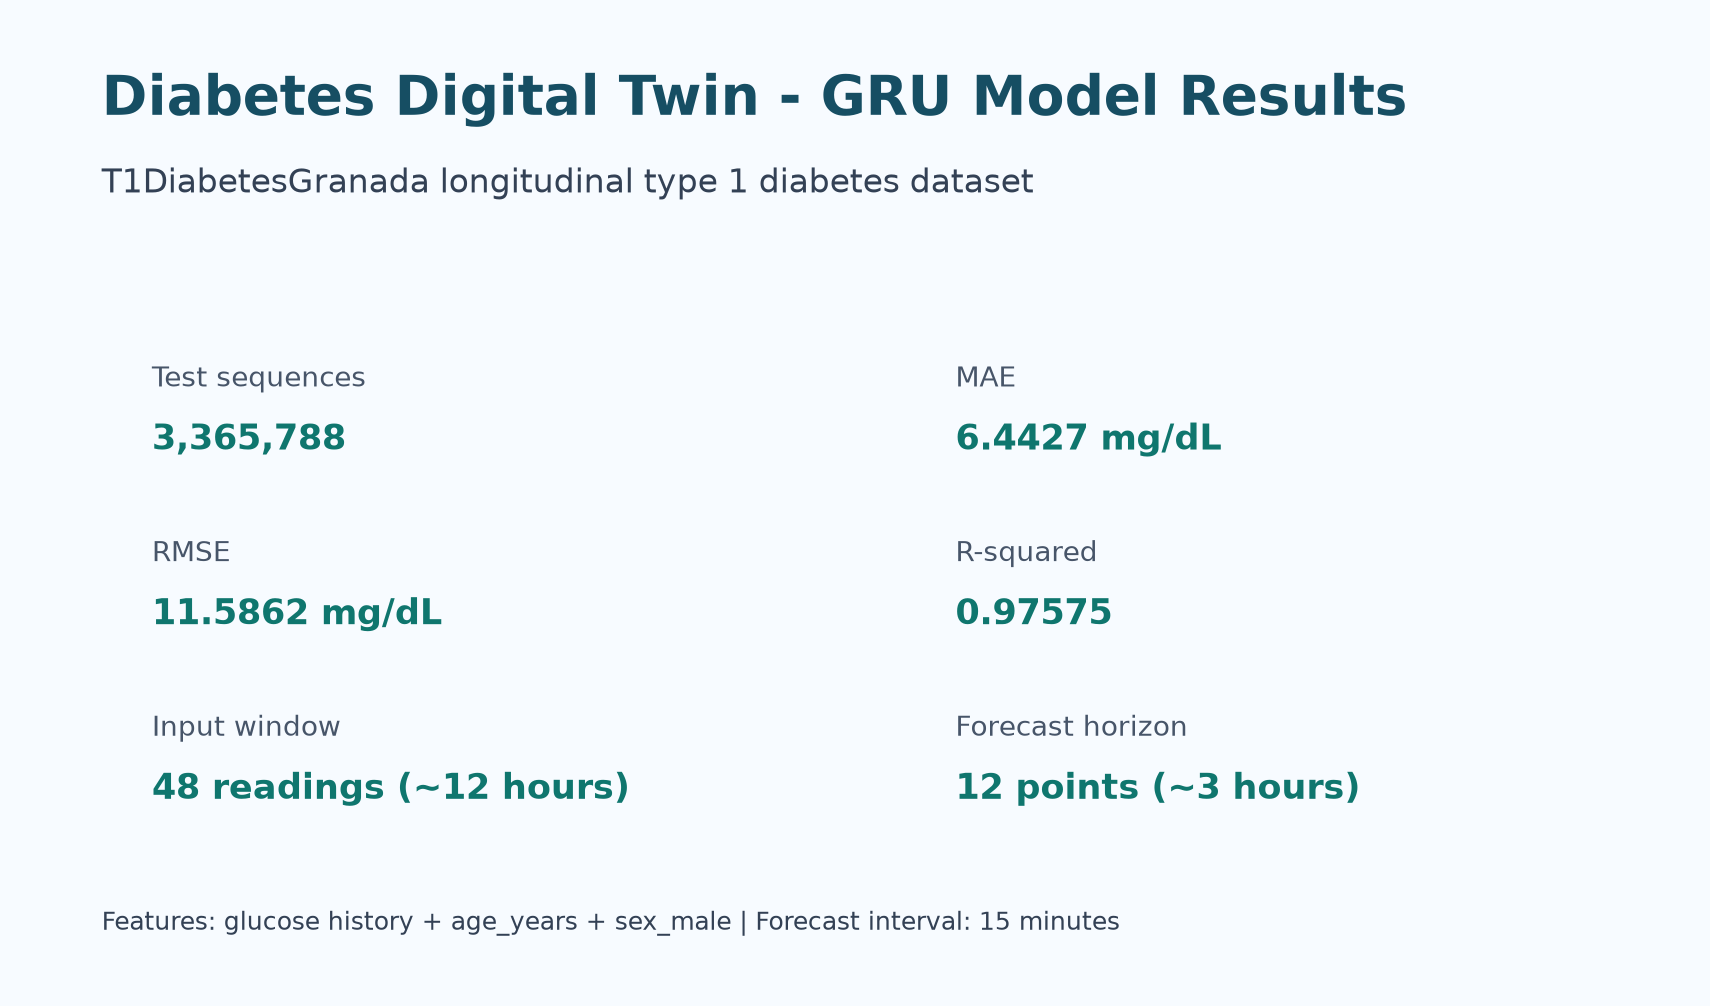 Diabetes Digital Twin - GRU Model Results
T1DiabetesGranada longitudinal type 1 diabetes dataset
Test sequences
3,365,788
MAE
6.4427 mg/dL
RMSE
11.5862 mg/dL
R-squared
0.97575
Input window
48 readings (~12 hours)
Forecast horizon
12 points (~3 hours)
Features: glucose history + age_years + sex_male | Forecast interval: 15 minutes